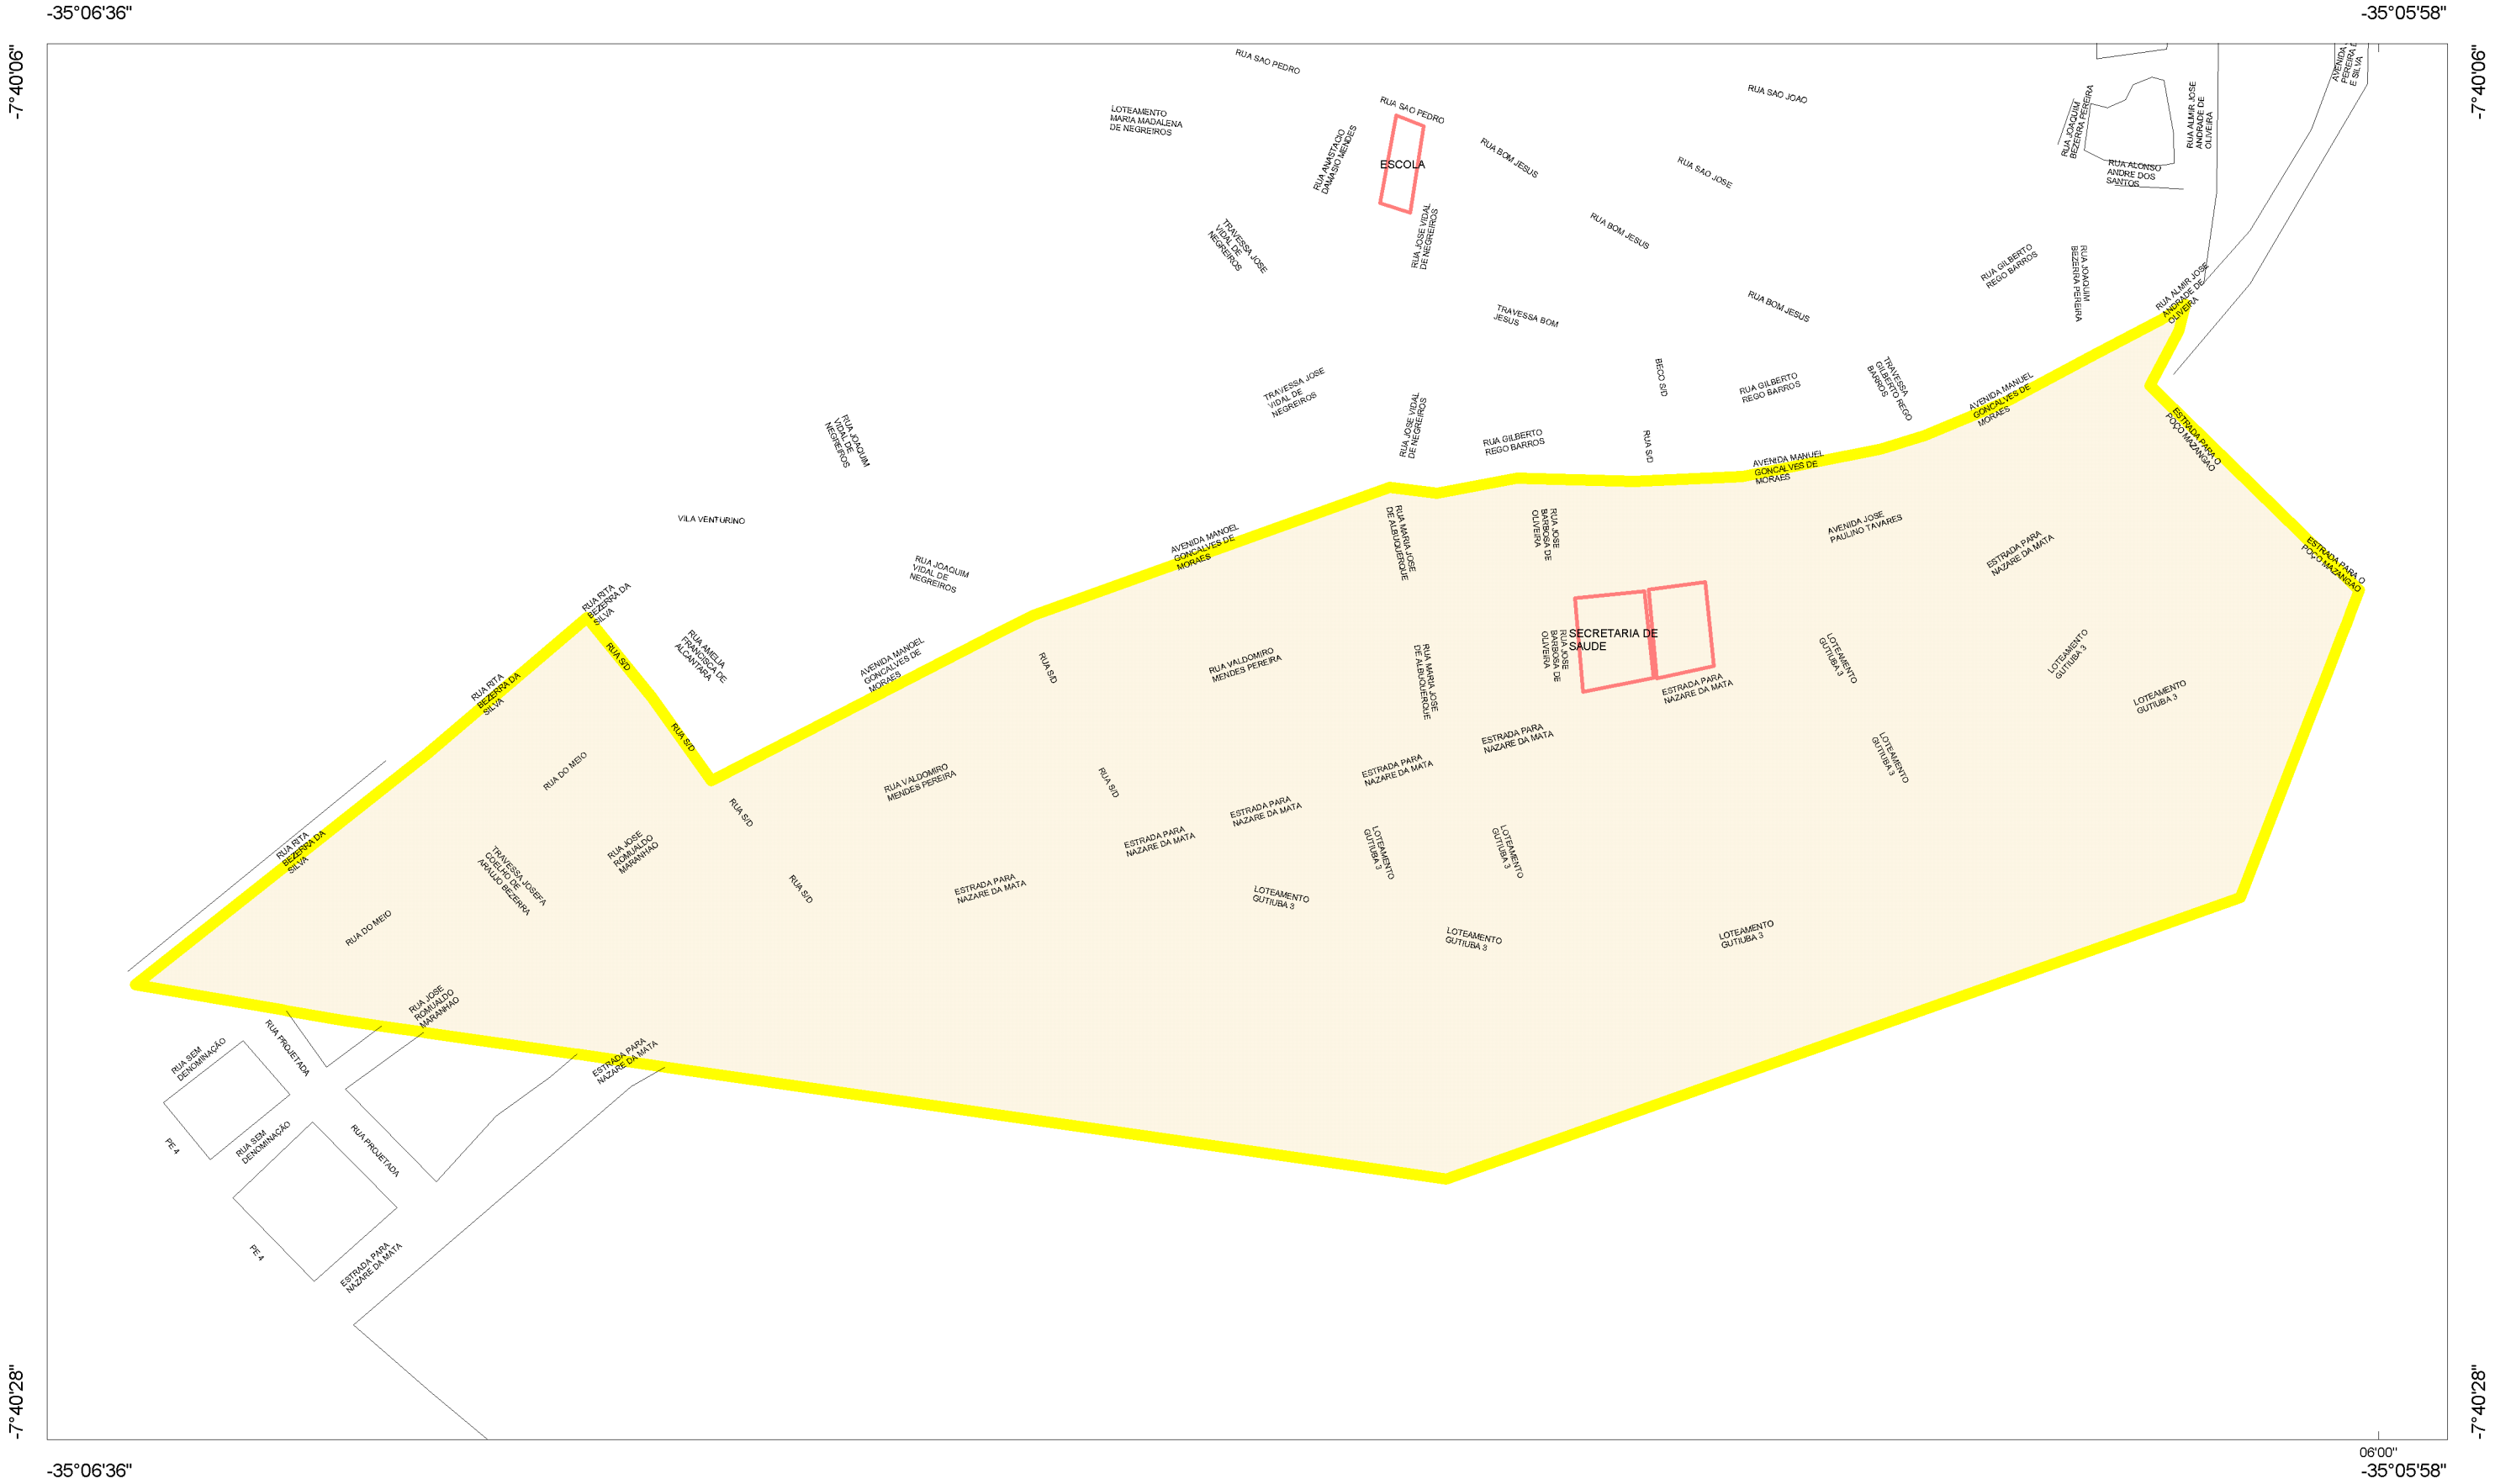 -35°06'36"
-35°05'58"
-7°40'06"
-7°40'06"
RUA SAO PEDRO
LOTEAMENTO
MARIA MADALENA
DE NEGREIROS
RUA SAO PEDRO
RUA ANASTACIO
DAMASIO MENDES
ESCOLA
RUA BOM JESUS
RUA SAO JOAO
RUA SAO JOSE
AVENIDA
PEREIRA D
E SILVA
RUA JOAQUIM
BEZERRA PEREIRA
RUA ALMIR JOSE
ANDRADE DE
OLIVEIRA
RUA ALONSO
ANDRE DOS
SANTOS
TRAVESSA JOSE
VIDAL DE
NEGREIROS
RUA JOSE VIDAL
DE NEGREIROS
RUA BOM JESUS
RUA GILBERTO
REGO BARROS
RUA JOAQUIM
BEZERRA PEREIRA
RUA ALMIR JOSE
ANDRADE DE
OLIVEIRA
TRAVESSA BOM
JESUS
RUA BOM JESUS
BECO S/D
TRAVESSA JOSE
VIDAL DE
NEGREIROS
RUA GILBERTO
REGO BARROS
TRAVESSA
GILBERTO REGO
BARROS
AVENIDA MANUEL
GONCALVES DE
MORAES
RUA JOAQUIM
VIDAL DE
NEGREIROS
RUA JOSE VIDAL
DE NEGREIROS
RUA GILBERTO
REGO BARROS
RUA S/D
AVENIDA MANUEL
GONCALVES DE
MORAES
ESTRADA PARA O
POÇO MAZANGAO
VILA VENTURINO
AVENIDA MANOEL
GONCALVES DE
MORAES
RUA MARIA JOSE
DE ALBUQUERQUE
RUA JOSE
BARBOSA DE
OLIVEIRA
AVENIDA JOSE
PAULINO TAVARES
ESTRADA PARA
NAZARE DA MATA
ESTRADA PARA O
POÇO MAZANGAO
RUA JOAQUIM
VIDAL DE
NEGREIROS
RUA RITA
BEZERRA DA
SILVA
RUA S/D
RUA AMELIA
FRANCISCA DE
ALCANTARA
AVENIDA MANOEL
GONCALVES DE
MORAES
RUA S/D
RUA VALDOMIRO
MENDES PEREIRA
RUA MARIA JOSE
DE ALBUQUERQUE
RUA JOSE
BARBOSA DE
OLIVEIRA
SECRETARIA DE
SAUDE
ESTRADA PARA
NAZARE DA MATA
LOTEAMENTO
GUTIUBA 3
LOTEAMENTO
GUTIUBA 3
LOTEAMENTO
GUTIUBA 3
RUA RITA
BEZERRA DA
SILVA
RUA S/D
RUA DO MEIO
RUA VALDOMIRO
MENDES PEREIRA
RUA S/D
ESTRADA PARA
NAZARE DA MATA
ESTRADA PARA
NAZARE DA MATA
LOTEAMENTO
GUTIUBA 3
RUA S/D
ESTRADA PARA
NAZARE DA MATA
ESTRADA PARA
NAZARE DA MATA
LOTEAMENTO
GUTIUBA 3
LOTEAMENTO
GUTIUBA 3
RUA RITA
BEZERRA DA
SILVA
TRAVESSA JOSEFA
COELHO DE
ARAUJO BEZERRA
RUA JOSE
ROMUALDO
MARANHAO
RUA S/D
ESTRADA PARA
NAZARE DA MATA
LOTEAMENTO
GUTIUBA 3
LOTEAMENTO
GUTIUBA 3
LOTEAMENTO
GUTIUBA 3
RUA DO MEIO
RUA JOSE
ROMUALDO
MARANHAO
RUA PROJETADA
RUA SEM
DENOMINAÇÃO
ESTRADA PARA
NAZARE DA MATA
PE 4
RUA SEM
DENOMINAÇÃO
RUA PROJETADA
PE 4
ESTRADA PARA
NAZARE DA MATA
-7°40'28"
-7°40'28"
06'00"
-35°06'36"
-35°05'58"